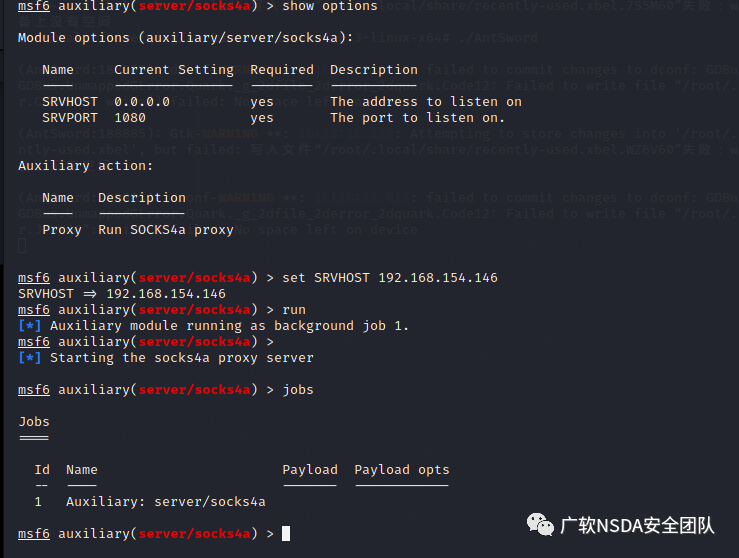 msf6 auxiliary(server/socks4a) > show options
Module options (auxiliary/server/socks4a):
Name Current Setting Required Description
SRVHOST 0.0.0.0 yes The address to listen on
SRVPORT 1080 yes The port to listen on.
Auxiliary action:
Name Description
Proxy Run SOCKS4a proxy
msf6 auxiliary(server/socks4a) > set SRVHOST 192.168.154.146
SRVHOST => 192.168.154.146
msf6 auxiliary(server/socks4a) > run
[*] Auxiliary module running as background job 1.
msf6 auxiliary(server/socks4a) >
[*] Starting the socks4a proxy server
msf6 auxiliary(server/socks4a) > jobs
Jobs
====
Id Name Payload Payload opts
-- ---- ------- ------------
1 Auxiliary: server/socks4a
msf6 auxiliary(server/socks4a) >
广软NSDA安全团队